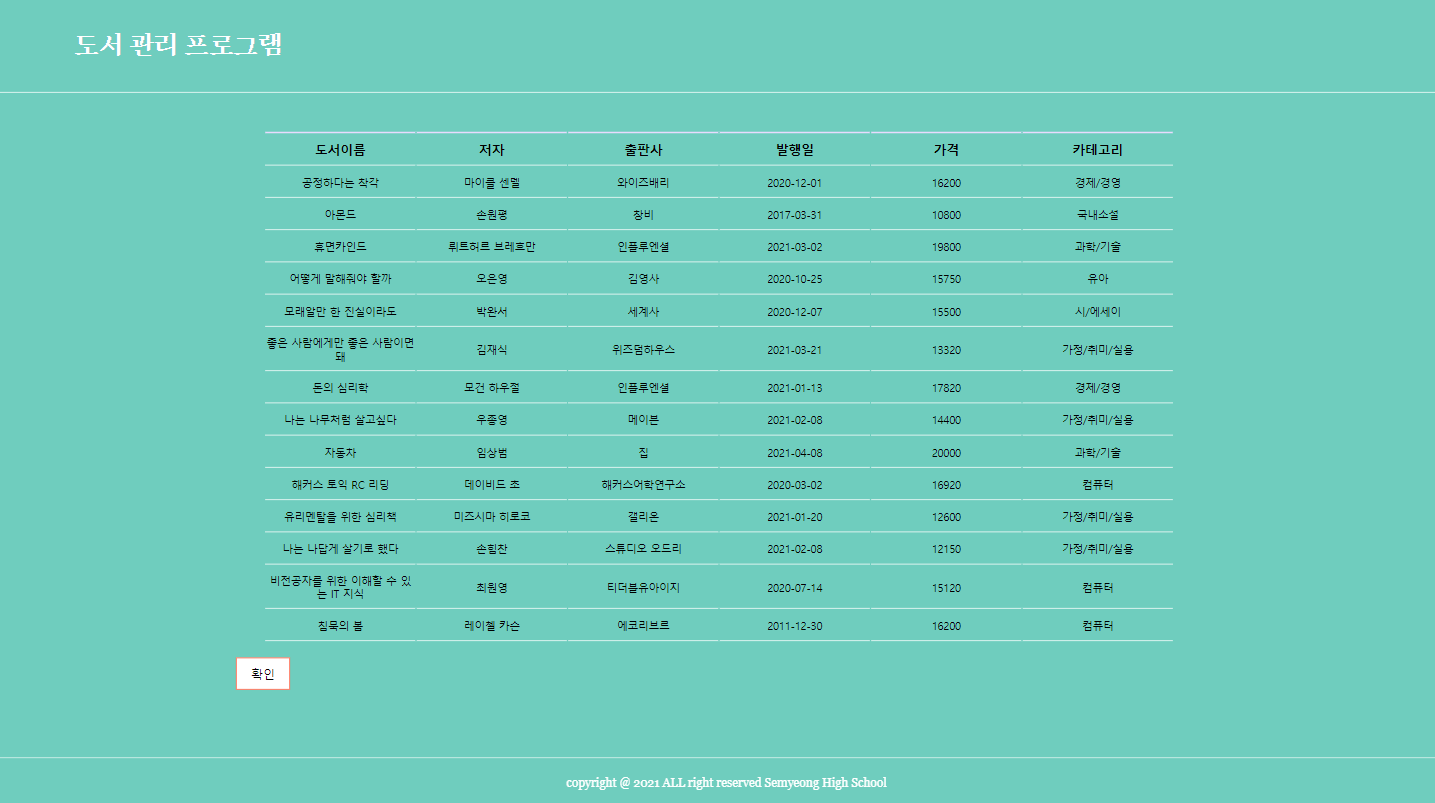 도서 관리 프로그램
도서이름 저자 출판사 발행일 가격 카테고리
공정하다는 착각 마이클 센델 와이즈배리 2020-12-01 16200 경제/경영
아몬드 손원평 창비 2017-03-31 10800 국내소설
휴면카인드 뤼트허르 브레흐만 인플루엔셜 2021-03-02 19800 과학/기술
어떻게 말해줘야 할까 오은영 김영사 2020-10-25 15750 유아
모래알만 한 진실이라도 박완서 세계사 2020-12-07 15500 시/에세이
좋은 사람에게만 좋은 사람이면
돼 김재식 위즈덤하우스 2021-03-21 13320 가정/취미/실용
돈의 심리학 모건 하우절 인플루엔셜 2021-01-13 17820 경제/경영
나는 나무처럼 살고싶다 우종영 메이븐 2021-02-08 14400 가정/취미/실용
자동차 임상범 집 2021-04-08 20000 과학/기술
해커스 토익 RC 리딩 데이비드 초 해커스어학연구소 2020-03-02 16920 컴퓨터
유리멘탈을 위한 심리책 미즈시마 히로코 갤리온 2021-01-20 12600 가정/취미/실용
나는 나답게 살기로 했다 손힘찬 스튜디오 오드리 2021-02-08 12150 가정/취미/실용
비전공자를 위한 이해할 수 있
는 IT 지식 최원영 티더블유아이지 2020-07-14 15120 컴퓨터
침묵의 봄 레이첼 카슨 에코리브르 2011-12-30 16200 컴퓨터
확인
copyright @ 2021 ALL right reserved Semyeong High School